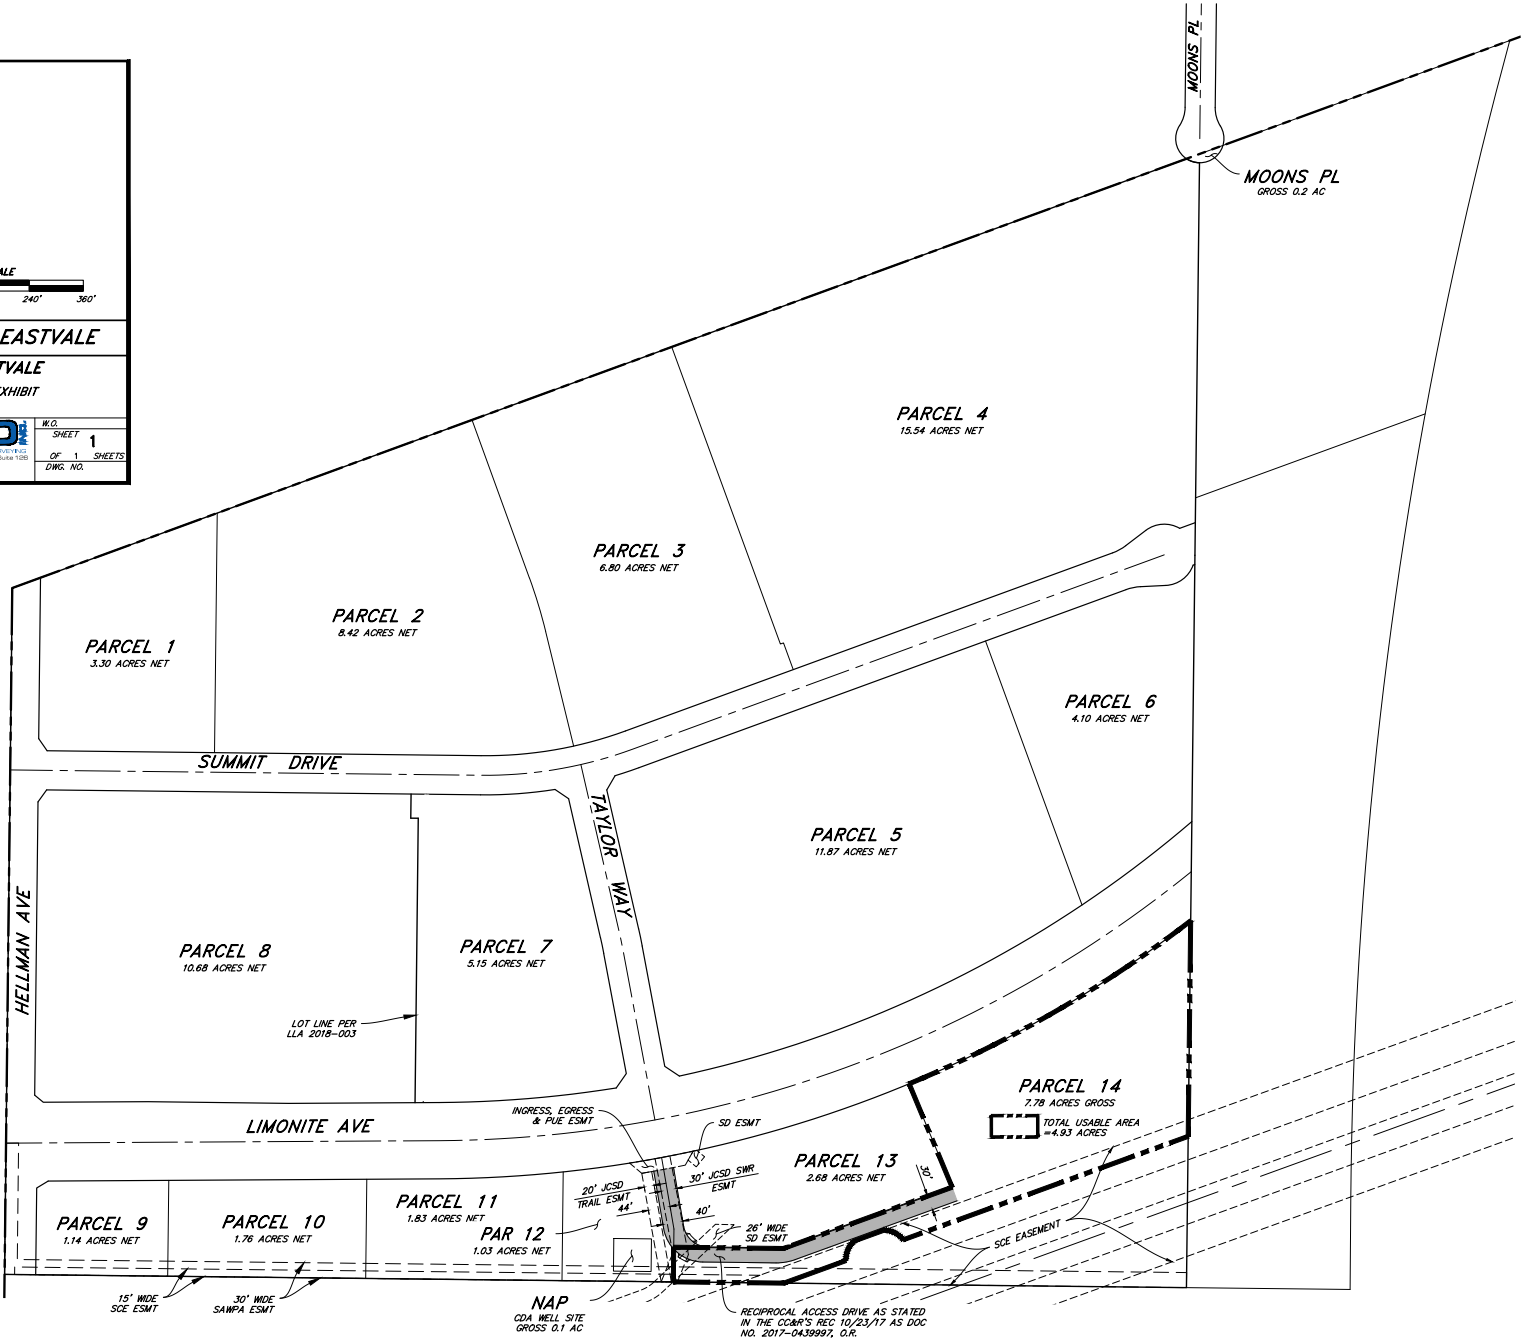 MOONS PL
MOONS PL
GROSS 0.2 AC
ALE
240' 360'
EASTVALE
TVALE
XHIBIT
W.O.
SHEET 1
OF 1 SHEETS
DWG. NO.
INC.
RVEYING
Suite 12B
PARCEL 4
15.54 ACRES NET
PARCEL 3
6.80 ACRES NET
PARCEL 2
8.42 ACRES NET
PARCEL 1
3.30 ACRES NET
PARCEL 6
4.10 ACRES NET
SUMMIT DRIVE
TAYLOR WAY
PARCEL 5
11.87 ACRES NET
HELLMAN AVE
PARCEL 8
10.68 ACRES NET
PARCEL 7
5.15 ACRES NET
LOT LINE PER
LLA 2018-003
PARCEL 14
7.78 ACRES GROSS
TOTAL USABLE AREA
=4.93 ACRES
LIMONITE AVE
INGRESS, EGRESS
& PUE ESMT
SD ESMT
PARCEL 13
2.68 ACRES NET
30'
20' JCSD
TRAIL ESMT
44'
30' JCSD SWR
ESMT
40'
26' WIDE
SD ESMT
SCE EASEMENT
PARCEL 9
1.14 ACRES NET
PARCEL 10
1.76 ACRES NET
PARCEL 11
1.83 ACRES NET
PAR 12
1.03 ACRES NET
15' WIDE
SCE ESMT
30' WIDE
SAWPA ESMT
NAP
CDA WELL SITE
GROSS 0.1 AC
RECIPROCAL ACCESS DRIVE AS STATED
IN THE CC&R'S REC 10/23/17 AS DOC
NO. 2017-0439997, O.R.